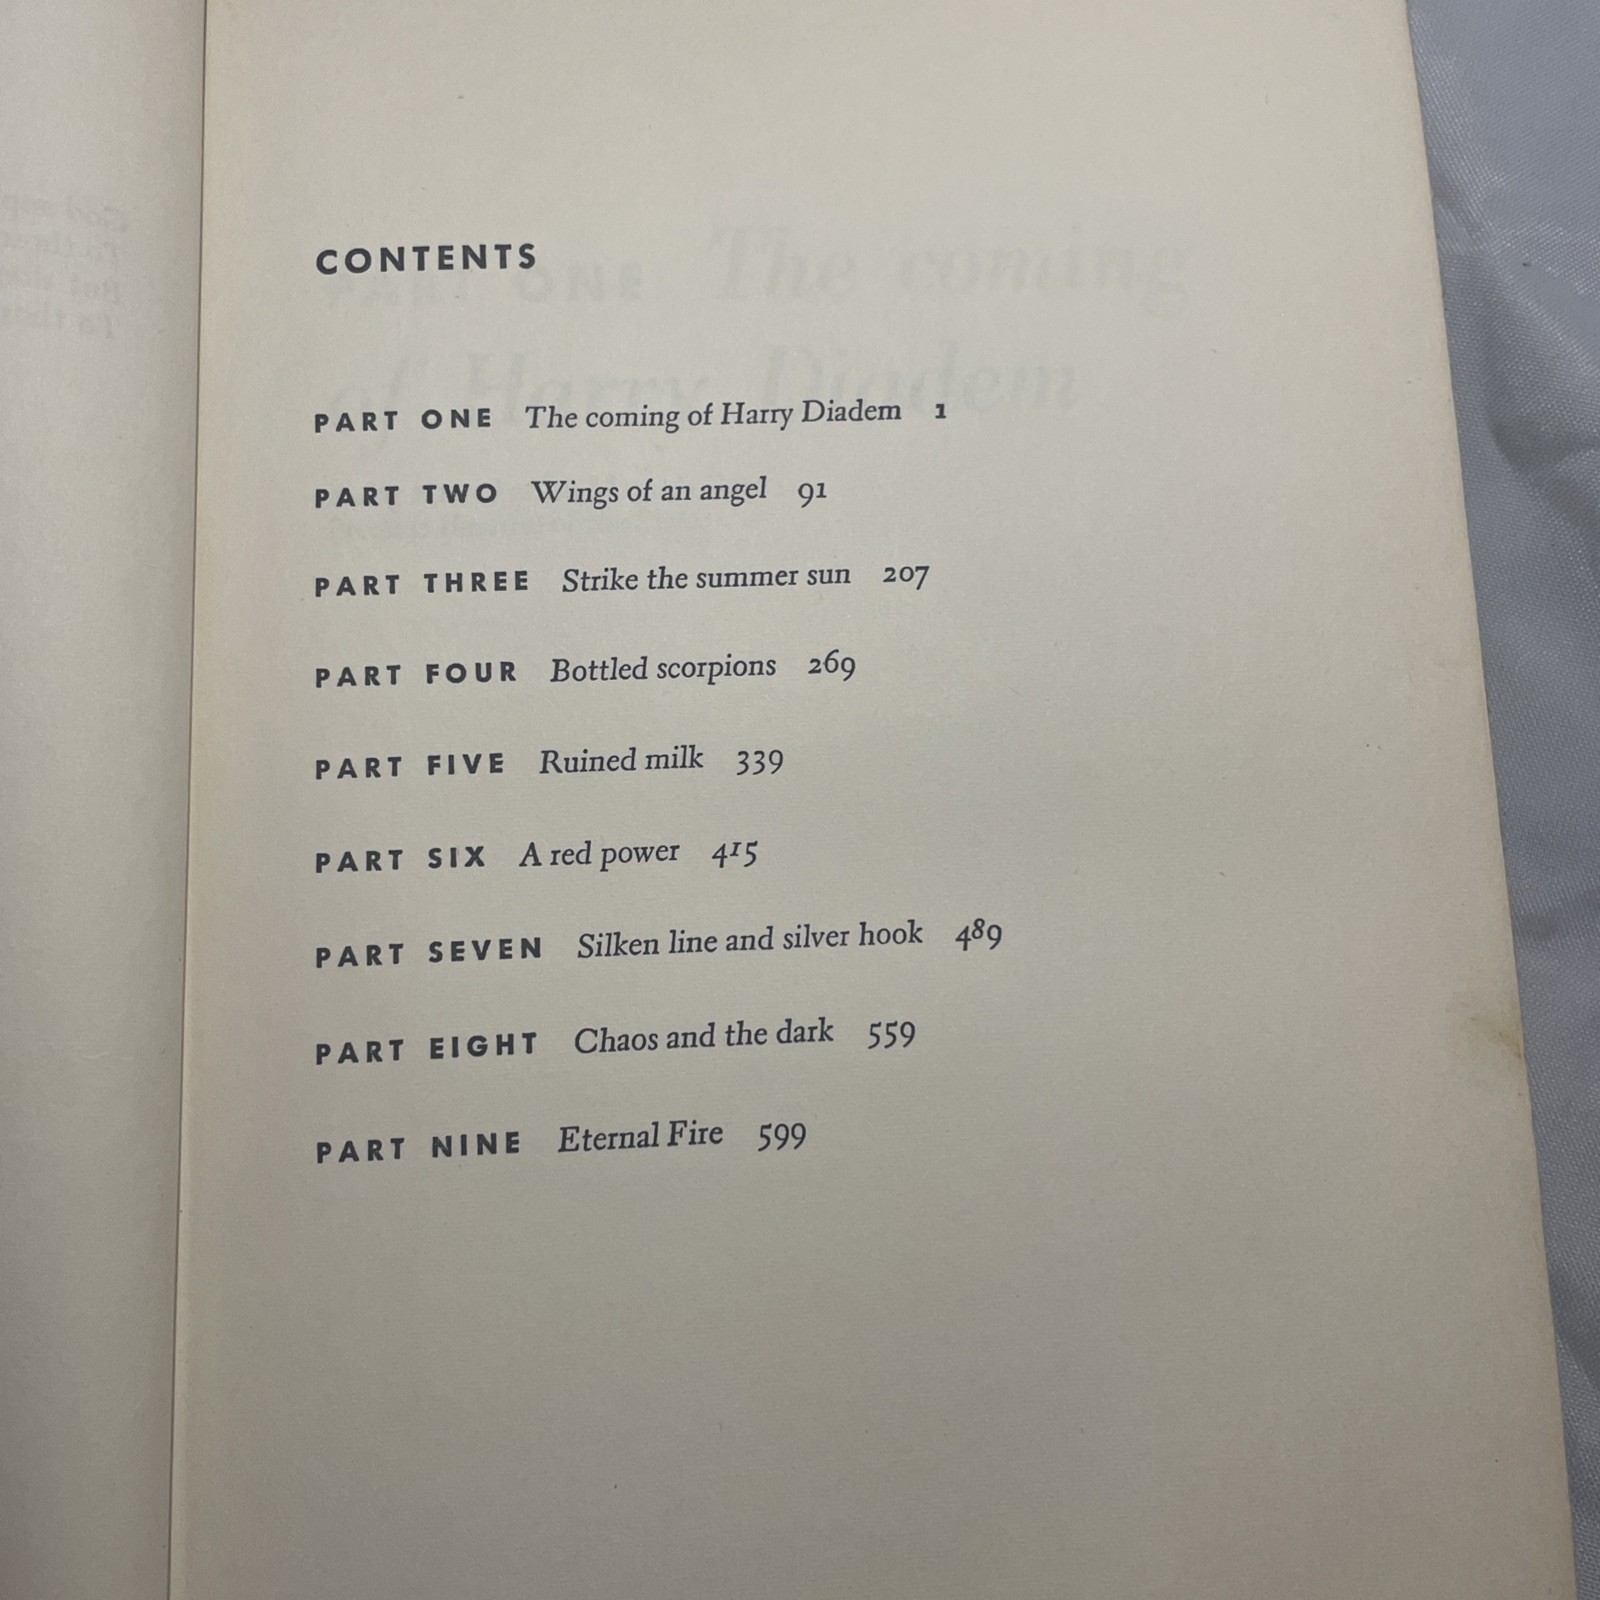 CONTENTS
PART ONE The coming of Harry Diadem 1
PART TWO Wings of an angel 91
PART THREE Strike the summer sun 207
PART FOUR Bottled scorpions 269
PART FIVE Ruined milk 339
PART SIX A red power 415
PART SEVEN Silken line and silver hook 489
PART EIGHT Chaos and the dark 559
PART NINE Eternal Fire 599